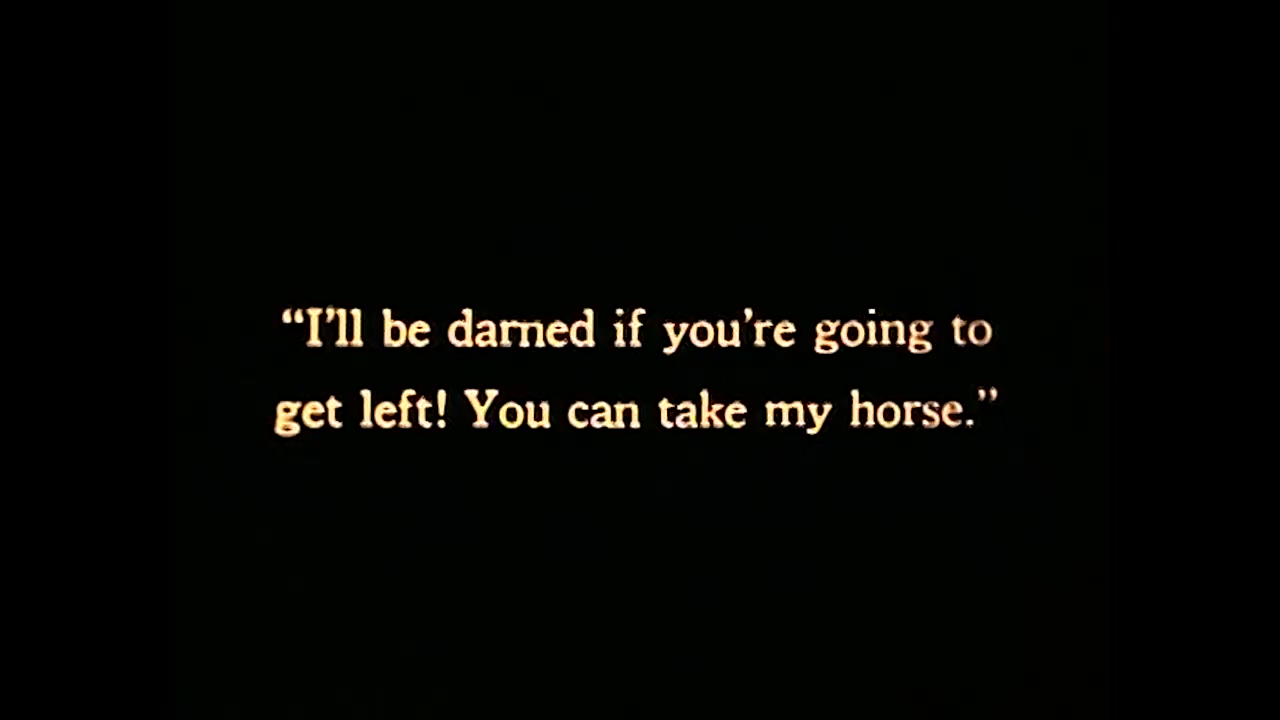 “I’ll be darned if you’re going to
get left! You can take my horse.”